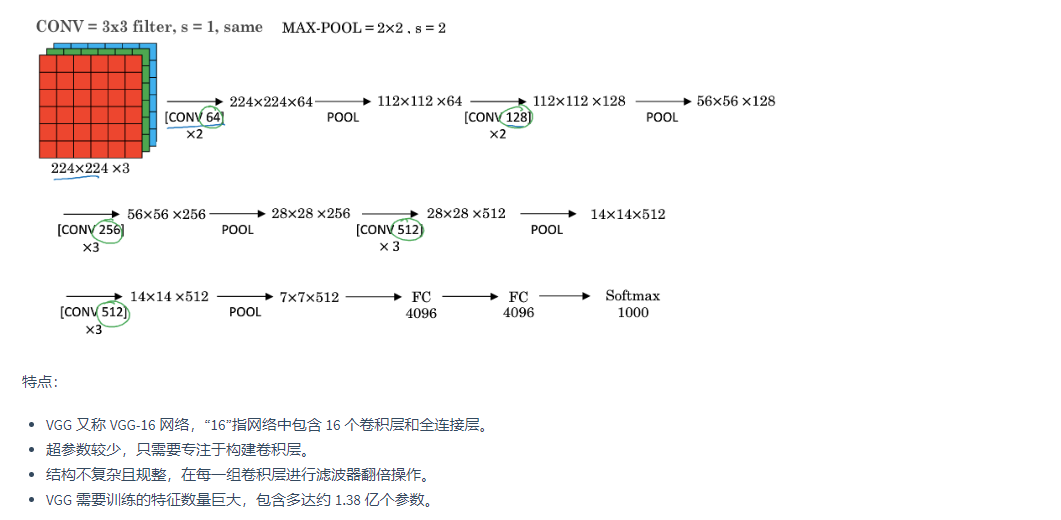 CONV = 3x3 filter, s = 1, same MAX-POOL = 2×2 , s = 2
224×224×64 112×112 ×64 112×112 ×128 56×56 ×128
[CONV 64] POOL [CONV 128] POOL
×2 ×2
224×224 ×3
56×56 ×256 28×28 ×256 28×28 ×512 14×14×512
[CONV 256] POOL [CONV 512] POOL
×3 × 3
14×14 ×512 7×7×512 FC FC Softmax
[CONV 512] POOL 4096 4096 1000
×3
特点：
• VGG 又称 VGG-16 网络，“16”指网络中包含 16 个卷积层和全连接层。
• 超参数较少，只需要专注于构建卷积层。
• 结构不复杂且规整，在每一组卷积层进行滤波器翻倍操作。
• VGG 需要训练的特征数量巨大，包含多达约 1.38 亿个参数。